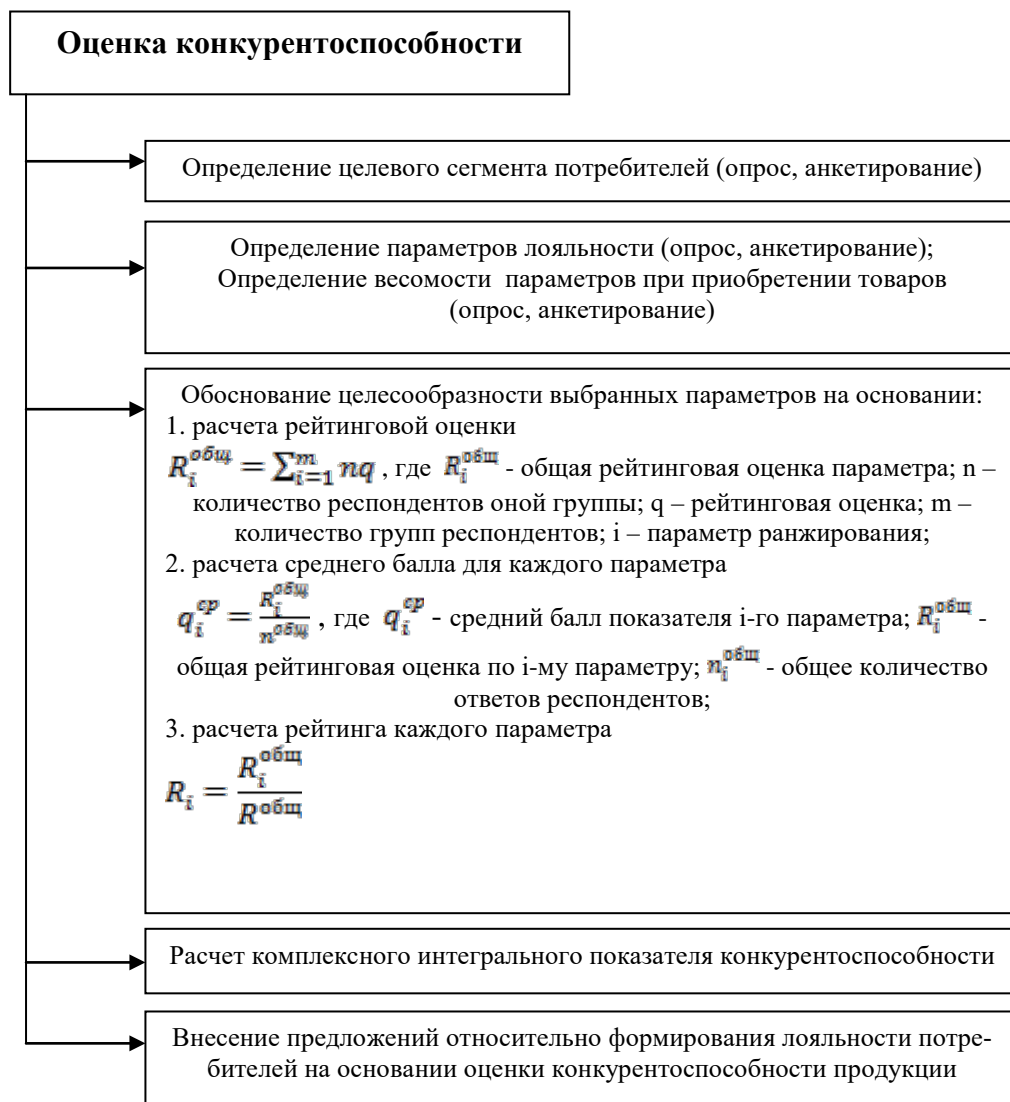 Оценка конкурентоспособности
Определение целевого сегмента потребителей (опрос, анкетирование)
Определение параметров лояльности (опрос, анкетирование);
Определение весомости параметров при приобретении товаров
(опрос, анкетирование)
Обоснование целесообразности выбранных параметров на основании:
1. расчета рейтинговой оценки
$R_i^{общ} = \sum_{i=1}^{m} nq$ , где $R_i^{общ}$ - общая рейтинговая оценка параметра; n –
количество респондентов оной группы; q – рейтинговая оценка; m –
количество групп респондентов; i – параметр ранжирования;
2. расчета среднего балла для каждого параметра
$q_i^{ср} = \frac{R_i^{общ}}{n^{общ}}$ , где $q_i^{ср}$ - средний балл показателя i-го параметра; $R_i^{общ}$ -
общая рейтинговая оценка по i-му параметру; $n_i^{общ}$ - общее количество
ответов респондентов;
3. расчета рейтинга каждого параметра
$R_i = \frac{R_i^{общ}}{R^{общ}}$
Расчет комплексного интегрального показателя конкурентоспособности
Внесение предложений относительно формирования лояльности потре-
бителей на основании оценки конкурентоспособности продукции